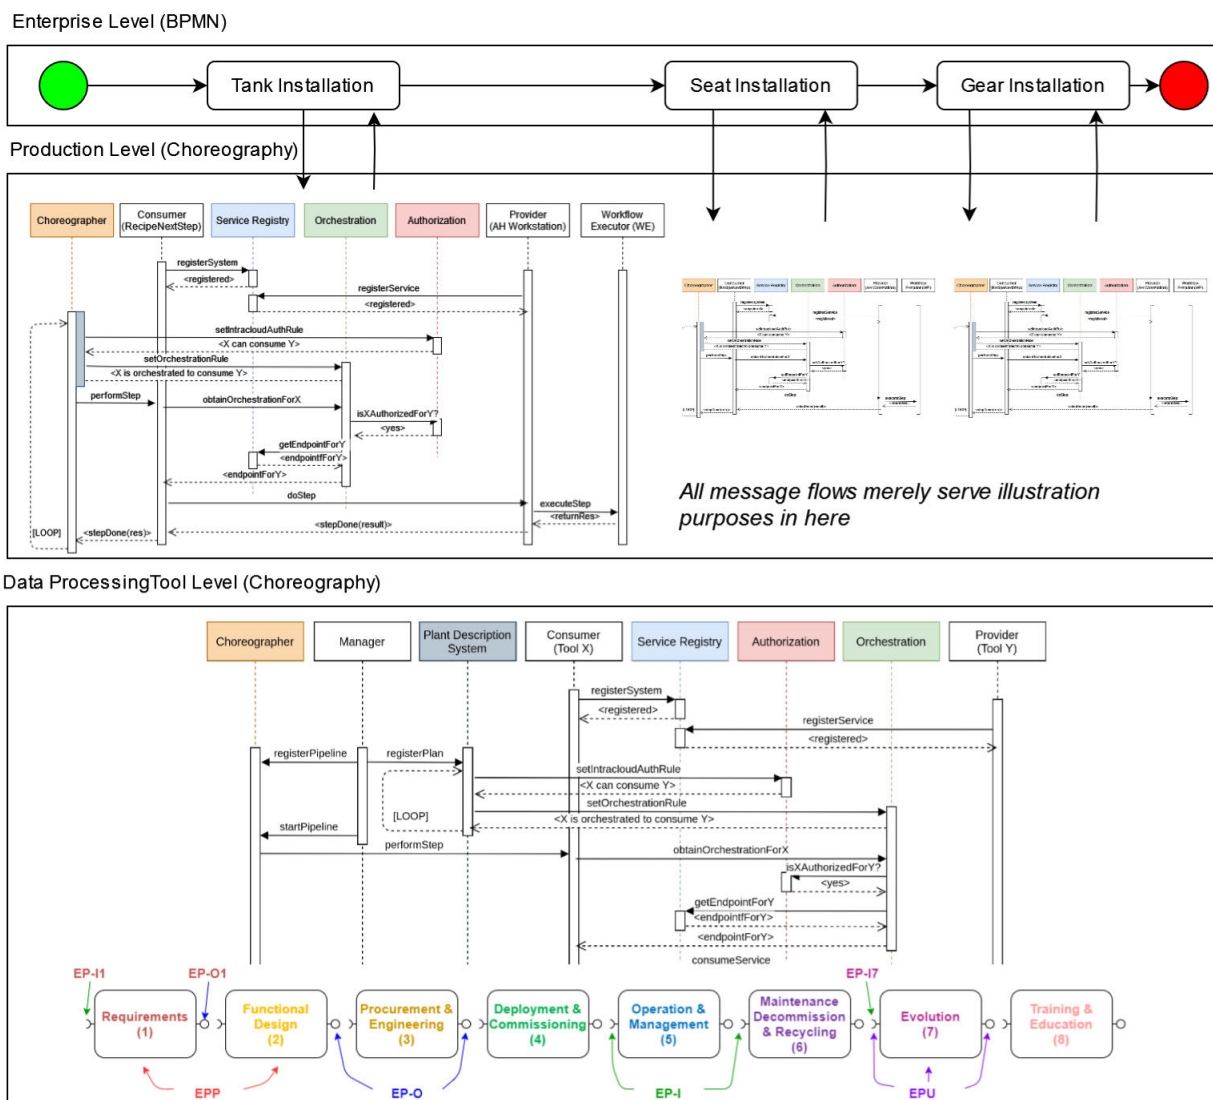 Enterprise Level (BPMN)
Tank Installation
Seat Installation
Gear Installation
Production Level (Choreography)
Choreographer
Consumer
(RecipeNextStep)
Service Registry
Orchestration
Authorization
Provider
(AH Workstation)
Workflow
Executor (WE)
registerSystem
<registered>
registerService
<registered>
setIntracloudAuthRule
<X can consume Y>
setOrchestrationRule
<X is orchestrated to consume Y>
performStep
obtainOrchestrationForX
isXAuthorizedForY?
<yes>
getEndpointForY
<endpointfForY>
<endpointForY>
doStep
executeStep
<returnRes>
<stepDone(result)>
[LOOP]
<stepDone(res)>
All message flows merely serve illustration
purposes in here
Data ProcessingTool Level (Choreography)
Choreographer
Manager
Plant Description
System
Consumer
(Tool X)
Service Registry
Authorization
Orchestration
Provider
(Tool Y)
registerSystem
<registered>
registerService
<registered>
registerPipeline
registerPlan
setIntracloudAuthRule
<X can consume Y>
setOrchestrationRule
[LOOP]
<X is orchestrated to consume Y>
startPipeline
performStep
obtainOrchestrationForX
isXAuthorizedForY?
<yes>
getEndpointForY
<endpointfForY>
<endpointForY>
consumeService
EP-I1
EP-O1
EP-I7
Requirements
(1)
Functional
Design
(2)
Procurement &
Engineering
(3)
Deployment &
Commissioning
(4)
Operation &
Management
(5)
Maintenance
Decommission
& Recycling
(6)
Evolution
(7)
Training &
Education
(8)
EPP
EP-O
EP-I
EPU